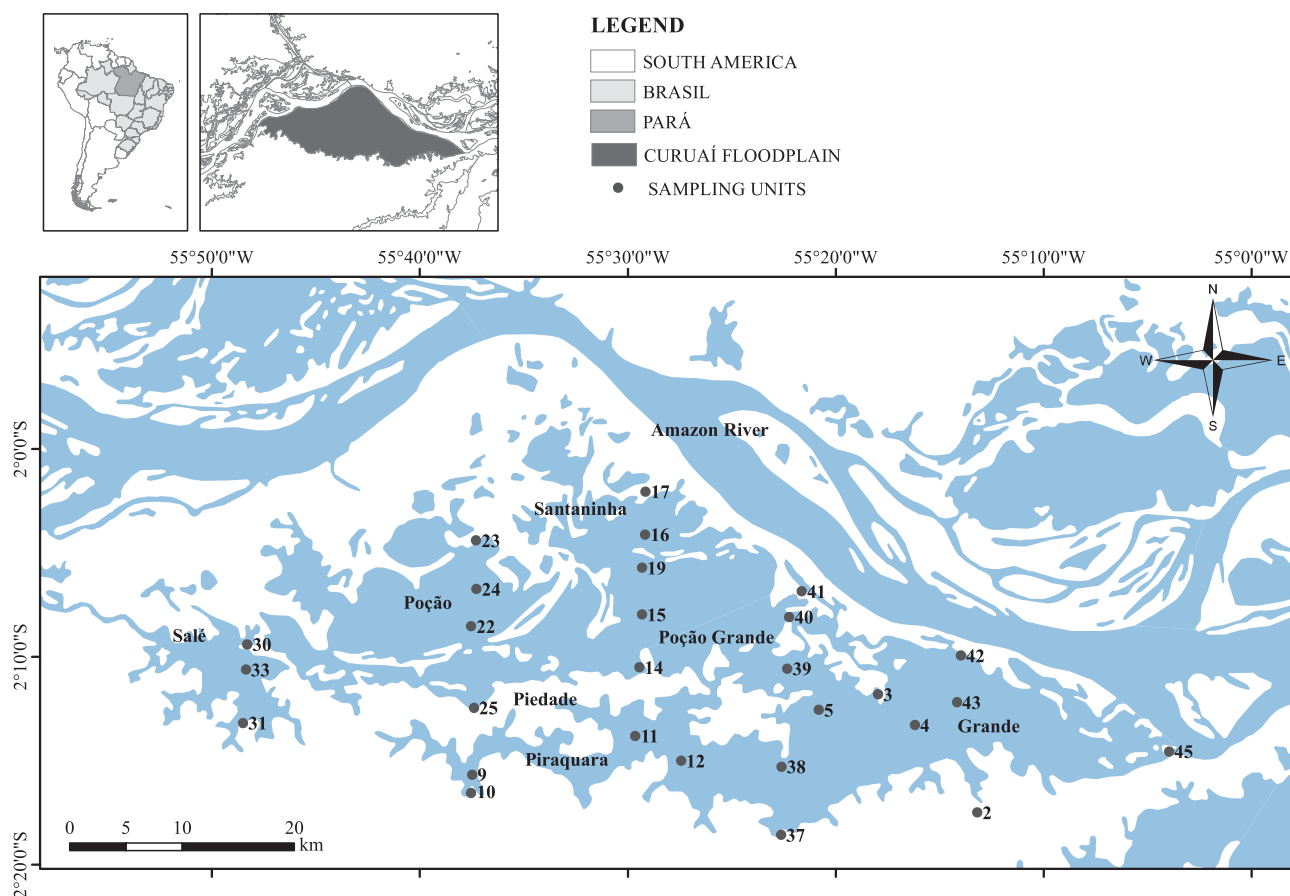 LEGEND
SOUTH AMERICA
BRASIL
PARÁ
CURUAÍ FLOODPLAIN
SAMPLING UNITS
55°50'0"W
55°40'0"W
55°30'0"W
55°20'0"W
55°10'0"W
55°0'0"W
N
W
E
S
2°0'0"S
2°10'0"S
2°20'0"S
Amazon River
17
Santaninha
16
23
19
24
41
Poção
15
40
22
Poção Grande
Salé
30
42
14
39
33
3
Piedade
43
25
5
31
4
Grande
11
45
Piraquara
12
38
9
10
2
37
0
5
10
20
km